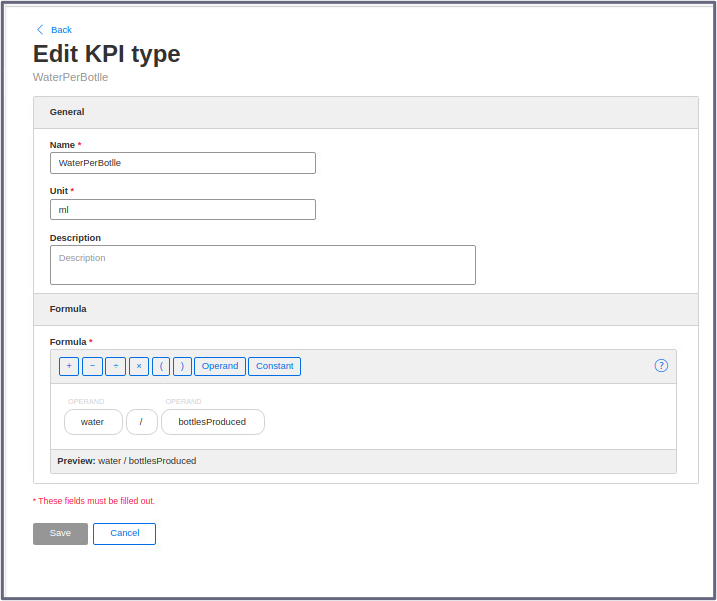 Back
Edit KPI type
WaterPerBotlle
General
Name *
WaterPerBotlle
Unit *
ml
Description
Description
Formula
Formula *
+ − ÷ × ( ) Operand Constant ?
OPERAND OPERAND
water / bottlesProduced
Preview: water / bottlesProduced
* These fields must be filled out.
Save Cancel